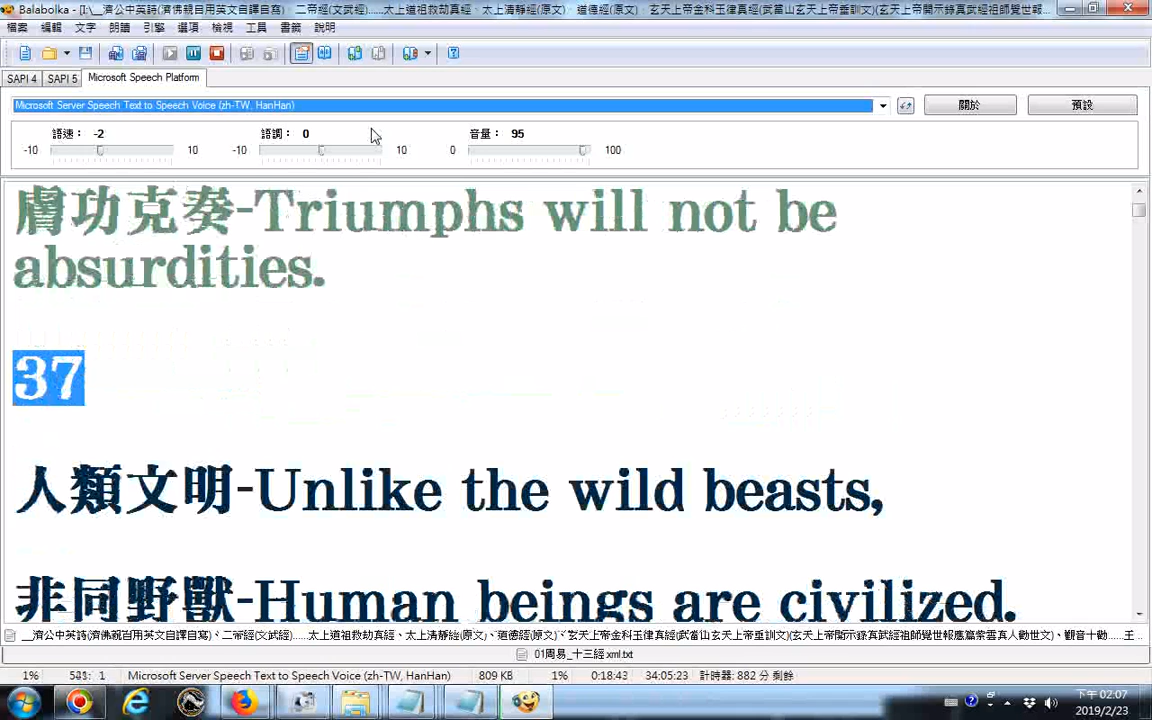 Balabolka - [I:\__濟公中英詩(濟佛親自用英文自譯自寫)、二帝經(文武經).....太上道祖救劫真經、太上清靜經(原文)、道德經(原文)、玄天上帝金科玉律真經(武當山玄天上帝垂訓文)(玄天上帝開示錄真武經祖師覺世報...
檔案 編輯 文字 朗讀 引擎 選項 檢視 工具 書籤 說明
SAPI 4 SAPI 5 Microsoft Speech Platform
Microsoft Server Speech Text to Speech Voice (zh-TW, HanHan) 關於 預設
語速： -2 語調： 0 音量： 95
-10 10 -10 10 0 100
膚功克奏-Triumphs will not be
absurdities.
37
人類文明-Unlike the wild beasts,
非同野獸-Human beings are civilized.
__濟公中英詩(濟佛親自用英文自譯自寫)、二帝經(文武經).....太上道祖救劫真經、太上清靜經(原文)、道德經(原文)、玄天上帝金科玉律真經(武當山玄天上帝垂訓文)(玄天上帝開示錄真武經祖師覺世報應篇紫雲真人勸世文)、觀音十勸......王...
01周易_十三經.xml.txt
1% 581: 1 Microsoft Server Speech Text to Speech Voice (zh-TW, HanHan) 809 KB 1% 0:18:43 34:05:23 計時器: 882 分 剩餘
下午 02:07
2019/2/23